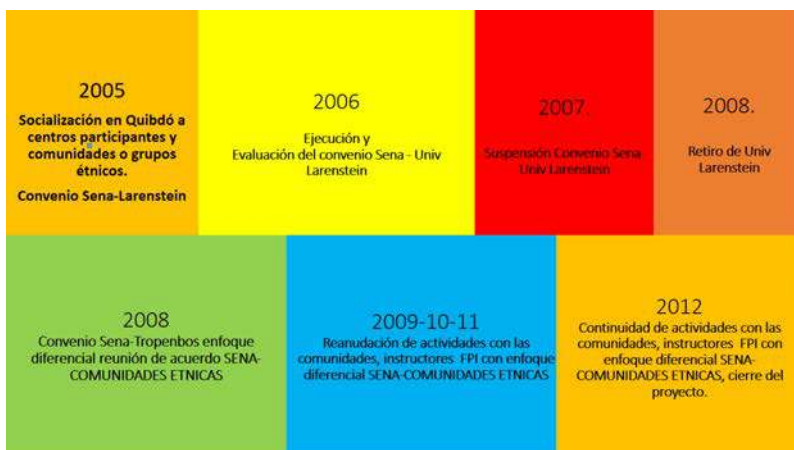 2005
Socialización en Quibdó a
centros participantes y
comunidades o grupos
étnicos.
Convenio Sena-Larenstein
2006
Ejecución y
Evaluación del convenio Sena - Univ
Larenstein
2007.
Suspensión Convenio Sena-
Univ Larenstein
2008.
Retiro de Univ
Larenstein
2008
Convenio Sena-Tropenbos enfoque
diferencial reunión de acuerdo SENA-
COMUNIDADES ETNICAS
2009-10-11
Reanudación de actividades con las
comunidades, instructores FPI con enfoque
diferencial SENA-COMUNIDADES ETNICAS
2012
Continuidad de actividades con las
comunidades, instructores FPI con
enfoque diferencial SENA-
COMUNIDADES ETNICAS, cierre del
proyecto.